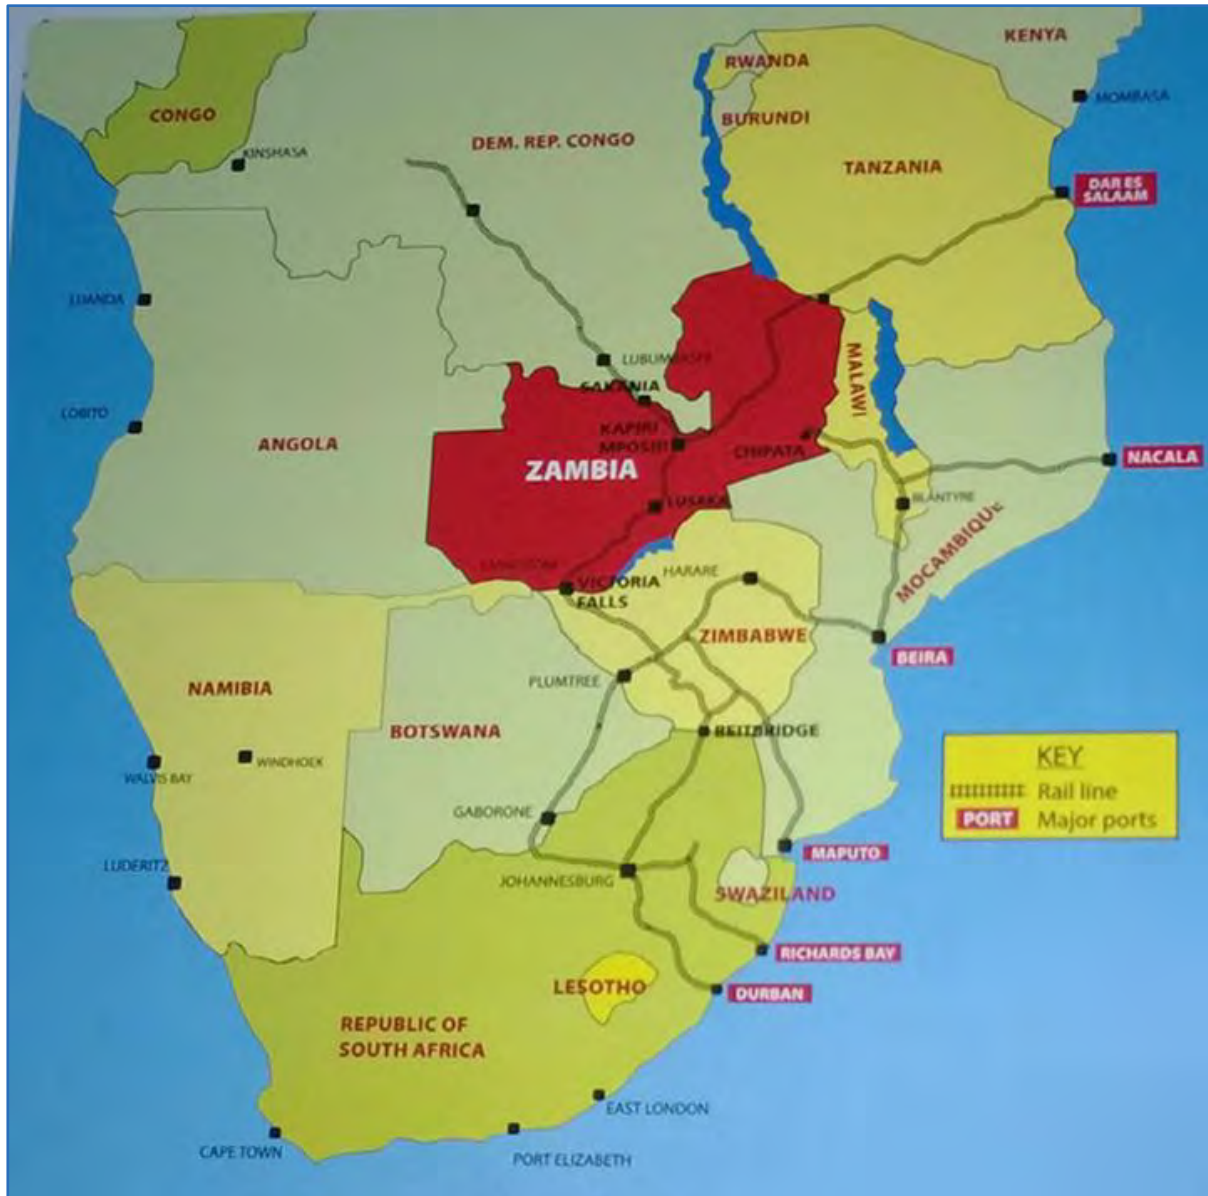 KENYA
RWANDA
MOMBASA
CONGO
BURUNDI
DEM. REP. CONGO
KINSHASA
TANZANIA
DAR ES
SALAAM
LUANDA
MALAWI
SAKANIA
LOBITO
KAPIRI
MPOSHI
ANGOLA
CHIPATA
NACALA
ZAMBIA
LUSAKA
BLANTYRE
MOCAMBIQUE
HARARE
VICTORIA
FALLS
ZIMBABWE
BEIRA
PLUMTREE
NAMIBIA
BOTSWANA
BEITBRIDGE
WINDHOEK
WALVIS BAY
KEY
Rail line
PORT Major ports
GABORONE
MAPUTO
LUDERITZ
JOHANNESBURG
SWAZILAND
RICHARDS BAY
LESOTHO
DURBAN
REPUBLIC OF
SOUTH AFRICA
EAST LONDON
CAPE TOWN
PORT ELIZABETH